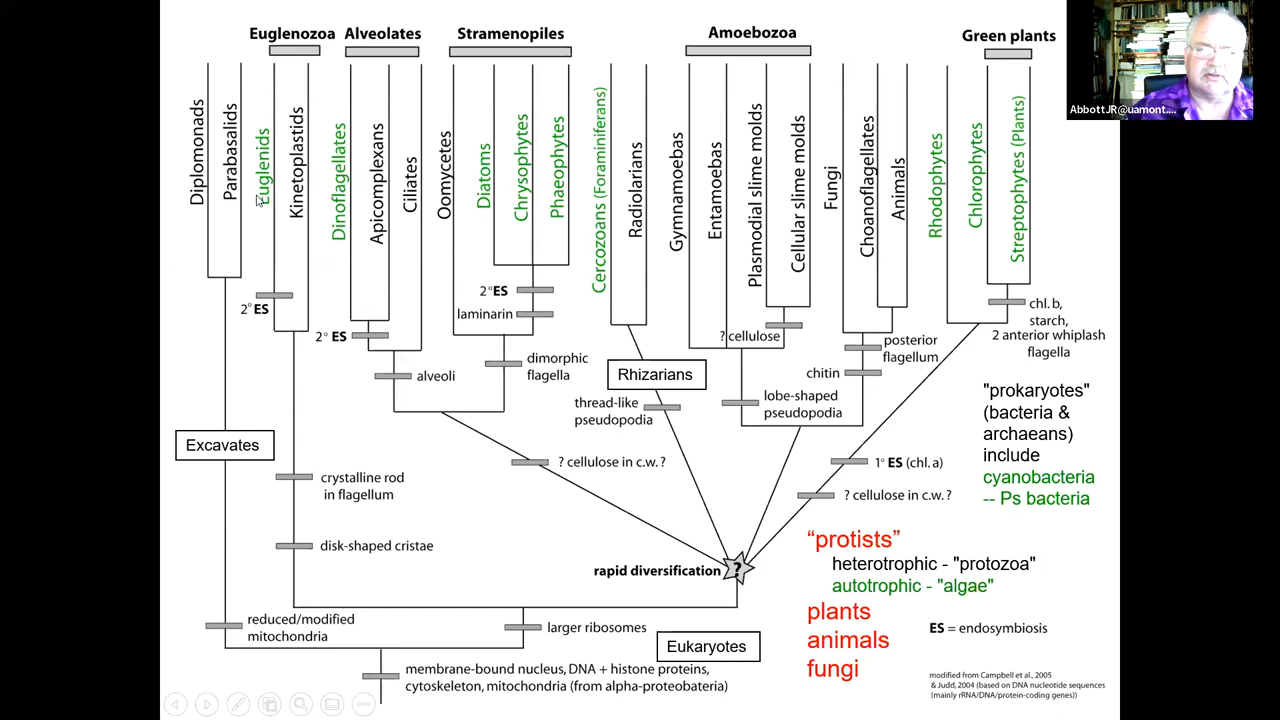 Euglenozoa
Alveolates
Stramenopiles
Amoebozoa
Green plants
AbbottJR@uamont....
Diplomonads
Parabasalids
Euglenids
Kinetoplastids
Dinoflagellates
Apicomplexans
Ciliates
Oomycetes
Diatoms
Chrysophytes
Phaeophytes
Cercozoans (Foraminiferans)
Radiolarians
Gymnamoebas
Entamoebas
Plasmodial slime molds
Cellular slime molds
Fungi
Choanoflagellates
Animals
Rhodophytes
Chlorophytes
Streptophytes (Plants)
2° ES
2° ES
2° ES
laminarin
? cellulose
chl. b,
starch,
2 anterior whiplash
flagella
posterior
flagellum
chitin
alveoli
dimorphic
flagella
Rhizarians
thread-like
pseudopodia
lobe-shaped
pseudopodia
"prokaryotes"
(bacteria &
archaeans)
include
cyanobacteria
-- Ps bacteria
Excavates
? cellulose in c.w. ?
1° ES (chl. a)
? cellulose in c.w. ?
crystalline rod
in flagellum
disk-shaped cristae
rapid diversification
?
“protists”
heterotrophic - "protozoa"
autotrophic - "algae"
plants
animals
fungi
reduced/modified
mitochondria
larger ribosomes
Eukaryotes
ES = endosymbiosis
membrane-bound nucleus, DNA + histone proteins,
cytoskeleton, mitochondria (from alpha-proteobateria)
modified from Campbell et al., 2005
& Judd, 2004 (based on DNA nucleotide sequences
(mainly rRNA/DNA/protein-coding genes))